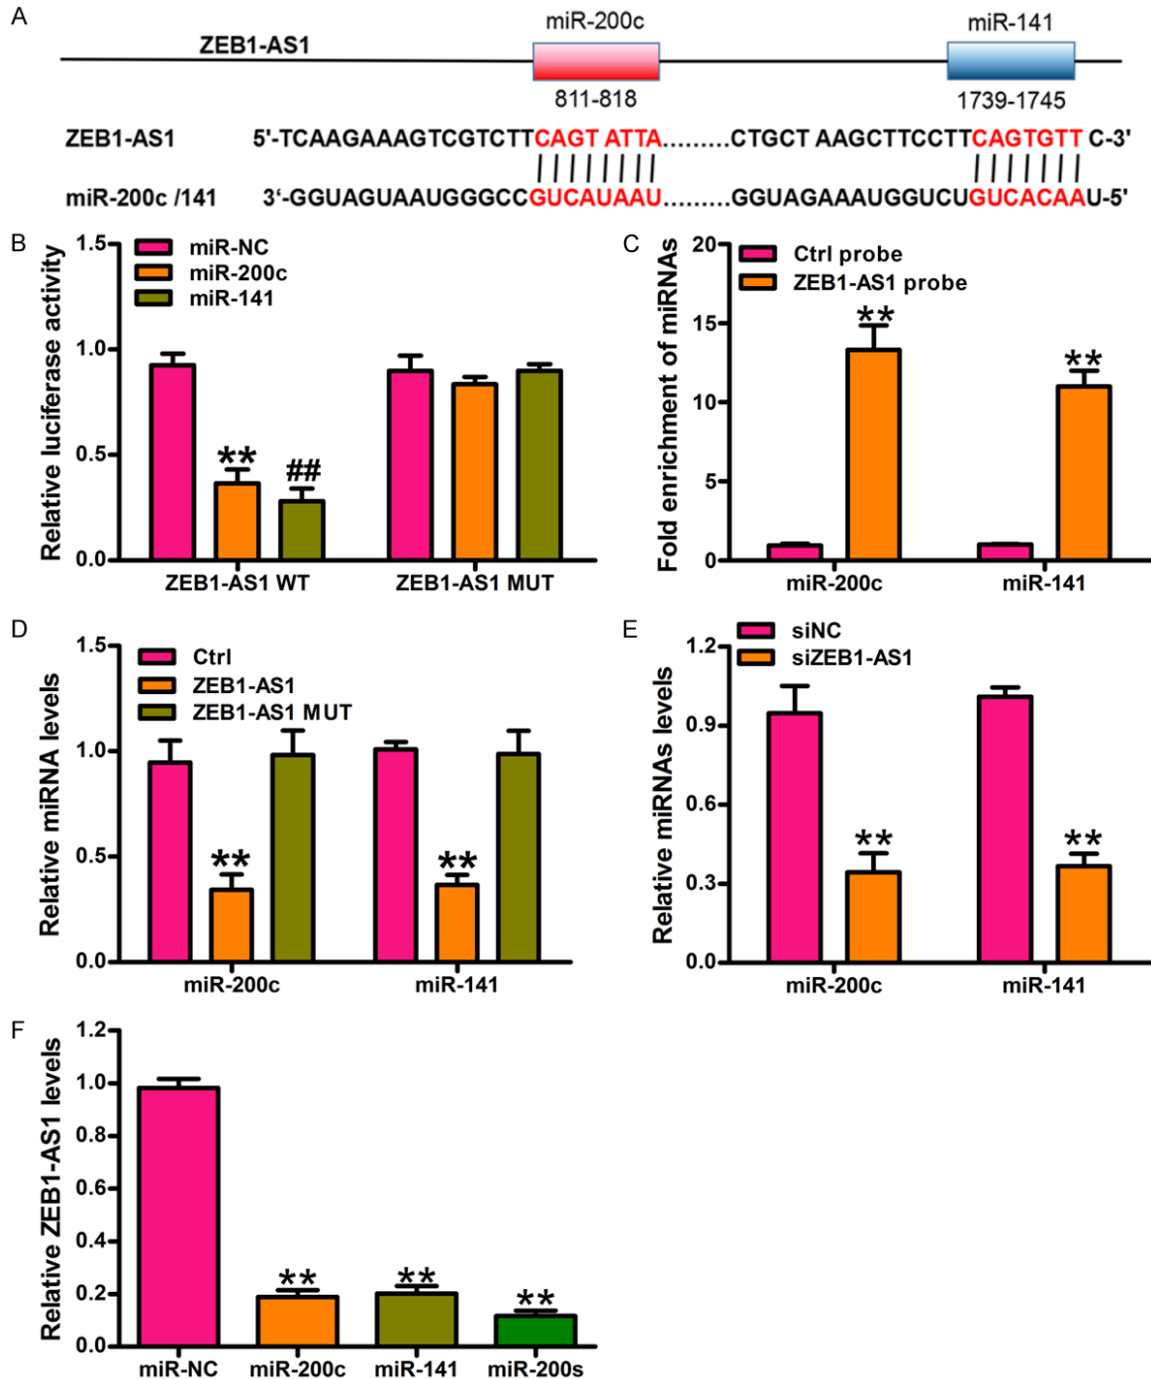 A
miR-200c
miR-141
ZEB1-AS1
811-818
1739-1745
ZEB1-AS1 5'-TCAAGAAAGTCGTCTTCAGT ATTA.........CTGCT AAGCTTCCTTCAGTGTT C-3'
miR-200c /141 3'-GGUAGUAAUGGGCC GUCAUAAU.........GGUAGAAAUGGUCU GUCACAAU-5'
B
Relative luciferase activity
1.5
1.0
0.5
0.0
miR-NC
miR-200c
miR-141
**
##
ZEB1-AS1 WT
ZEB1-AS1 MUT
C
Fold enrichment of miRNAs
20
15
10
5
0
Ctrl probe
ZEB1-AS1 probe
**
**
miR-200c
miR-141
D
Relative miRNA levels
1.5
1.0
0.5
0.0
Ctrl
ZEB1-AS1
ZEB1-AS1 MUT
**
**
miR-200c
miR-141
E
Relative miRNAs levels
1.2
0.9
0.6
0.3
0.0
siNC
siZEB1-AS1
**
**
miR-200c
miR-141
F
Relative ZEB1-AS1 levels
1.2
1.0
0.8
0.6
0.4
0.2
0.0
**
**
**
miR-NC
miR-200c
miR-141
miR-200s